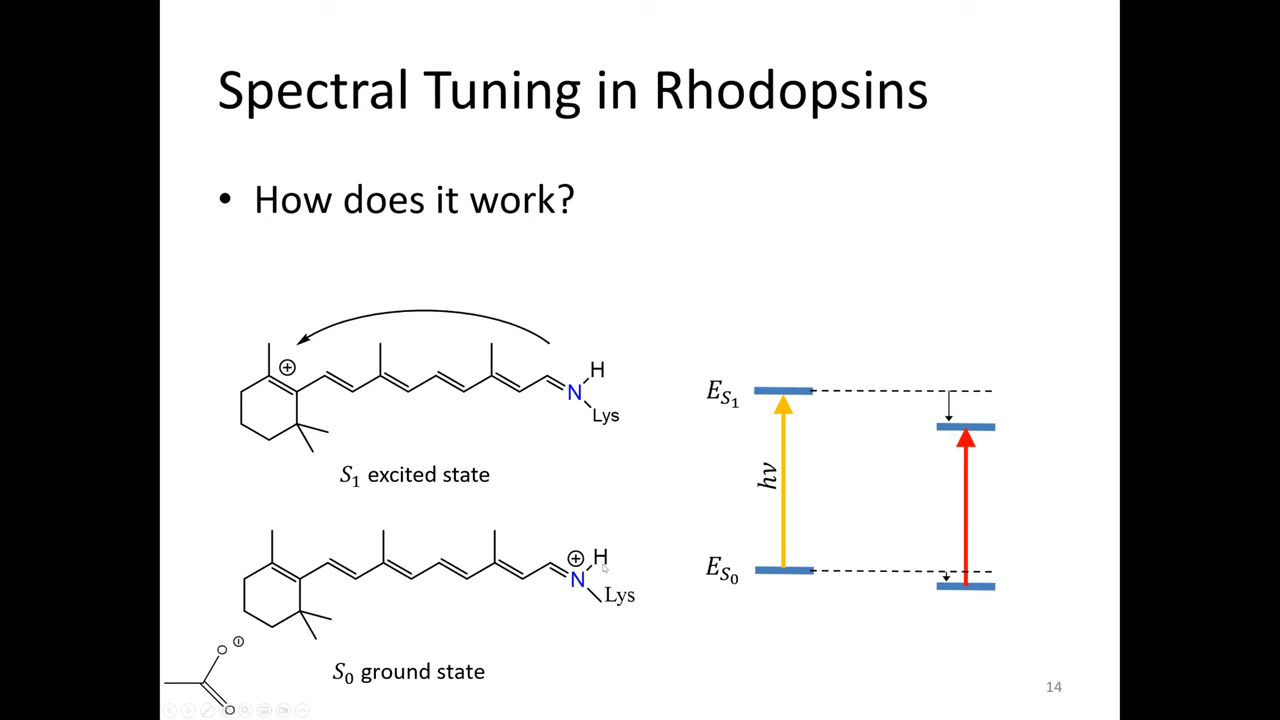 Spectral Tuning in Rhodopsins
• How does it work?
⊕
H
N
Lys
S₁ excited state
E_S₁
hν
E_S₀
⊕
H
N
Lys
O ⊖
O
S₀ ground state
14